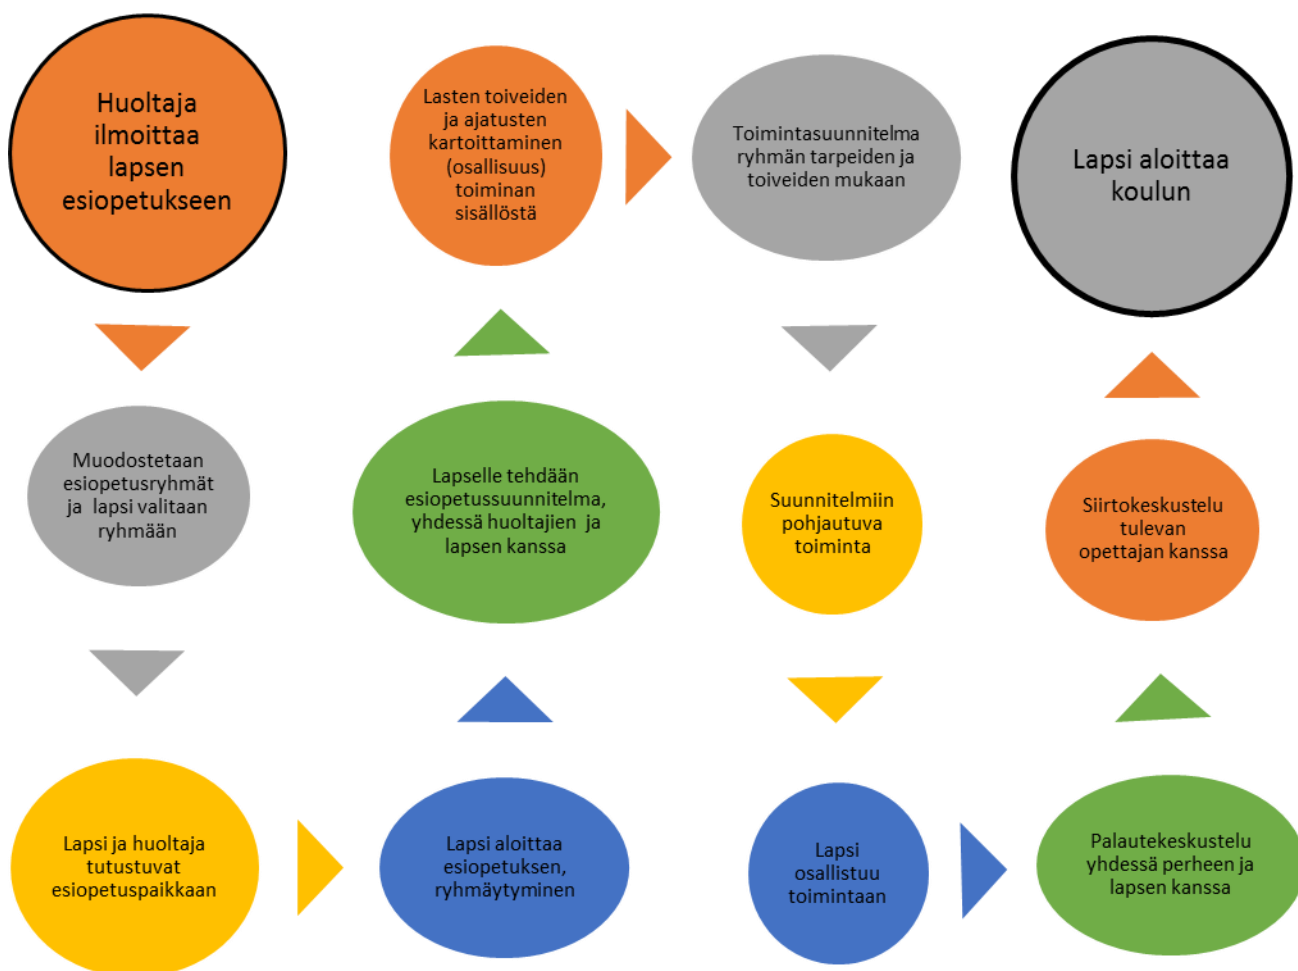 Huoltaja
ilmoittaa
lapsen
esiopetukseen
Muodostetaan
esiopetusryhmät
ja lapsi valitaan
ryhmään
Lapsi ja huoltaja
tutustuvat
esiopetuspaikkaan
Lapsi aloittaa
esiopetuksen,
ryhmäytyminen
Lapselle tehdään
esiopetussuunnitelma,
yhdessä huoltajien ja
lapsen kanssa
Lasten toiveiden
ja ajatusten
kartoittaminen
(osallisuus)
toiminan
sisällöstä
Toimintasuunnitelma
ryhmän tarpeiden ja
toiveiden mukaan
Suunnitelmiin
pohjautuva
toiminta
Lapsi
osallistuu
toimintaan
Palautekeskustelu
yhdessä perheen ja
lapsen kanssa
Siirtokeskustelu
tulevan
opettajan kanssa
Lapsi aloittaa
koulun